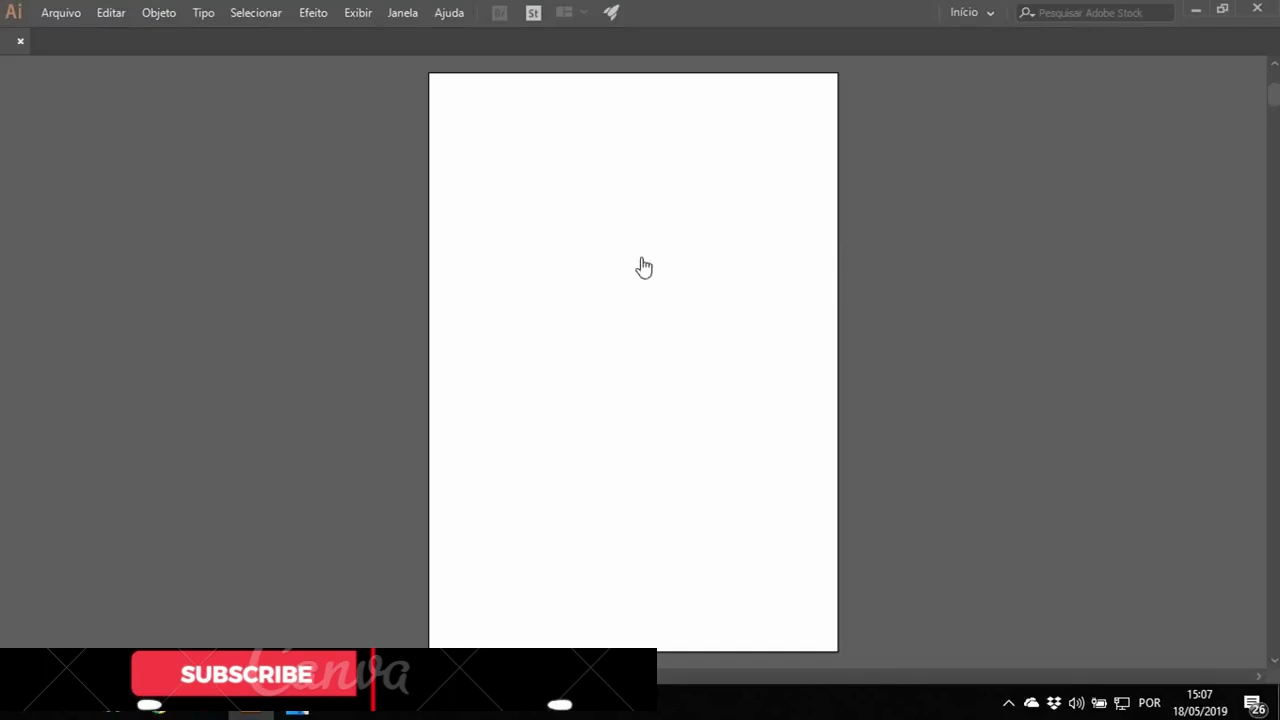 Ai Arquivo Editar Objeto Tipo Selecionar Efeito Exibir Janela Ajuda Br St Início Pesquisar Adobe Stock
SUBSCRIBE
Canva
POR
15:07
18/05/2019
26